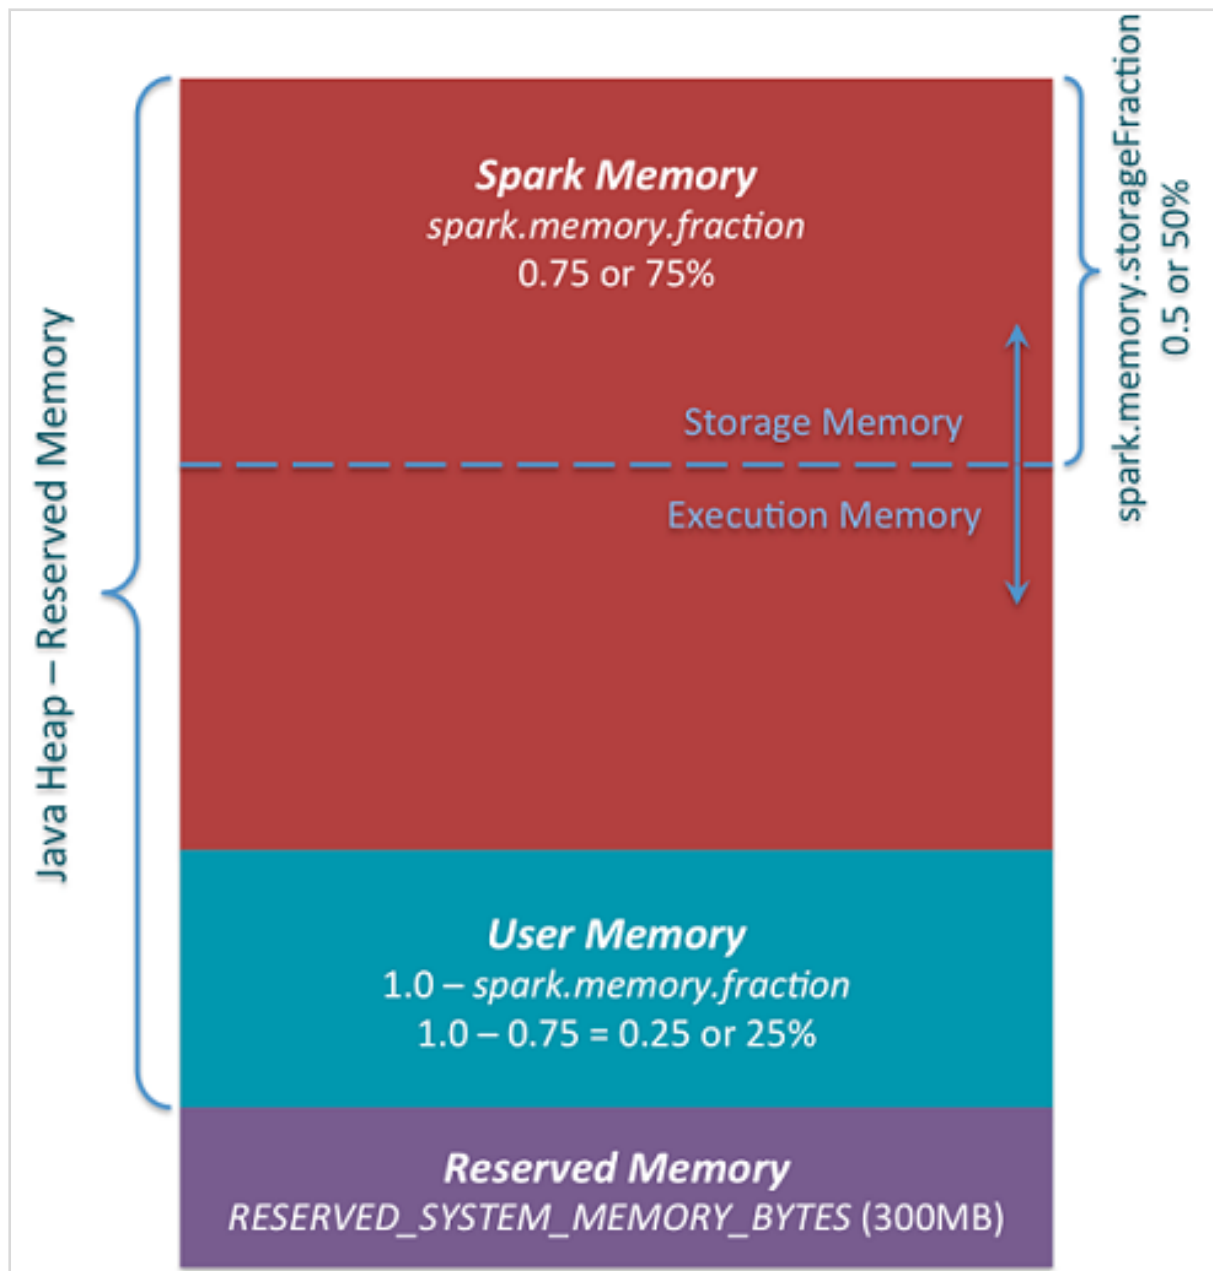 Spark Memory
spark.memory.fraction
0.75 or 75%
spark.memory.storageFraction
0.5 or 50%
Storage Memory
Execution Memory
Java Heap – Reserved Memory
User Memory
1.0 – spark.memory.fraction
1.0 – 0.75 = 0.25 or 25%
Reserved Memory
RESERVED_SYSTEM_MEMORY_BYTES (300MB)